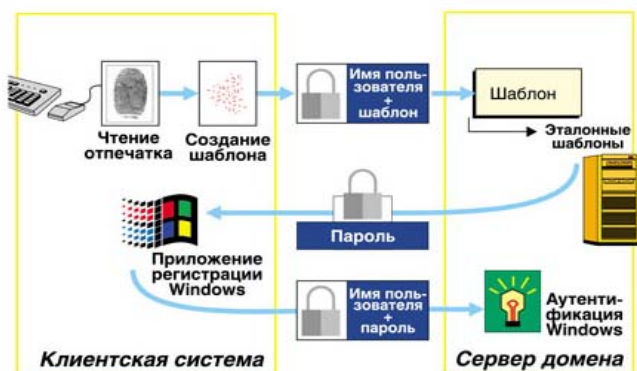 Имя поль-
зователя
+
шаблон
Шаблон
Чтение
отпечатка
Создание
шаблона
Эталонные
шаблоны
Пароль
Приложение
регистрации
Windows
Имя поль-
зователя
+
пароль
Аутенти-
фикация
Windows
Клиентская система
Сервер домена